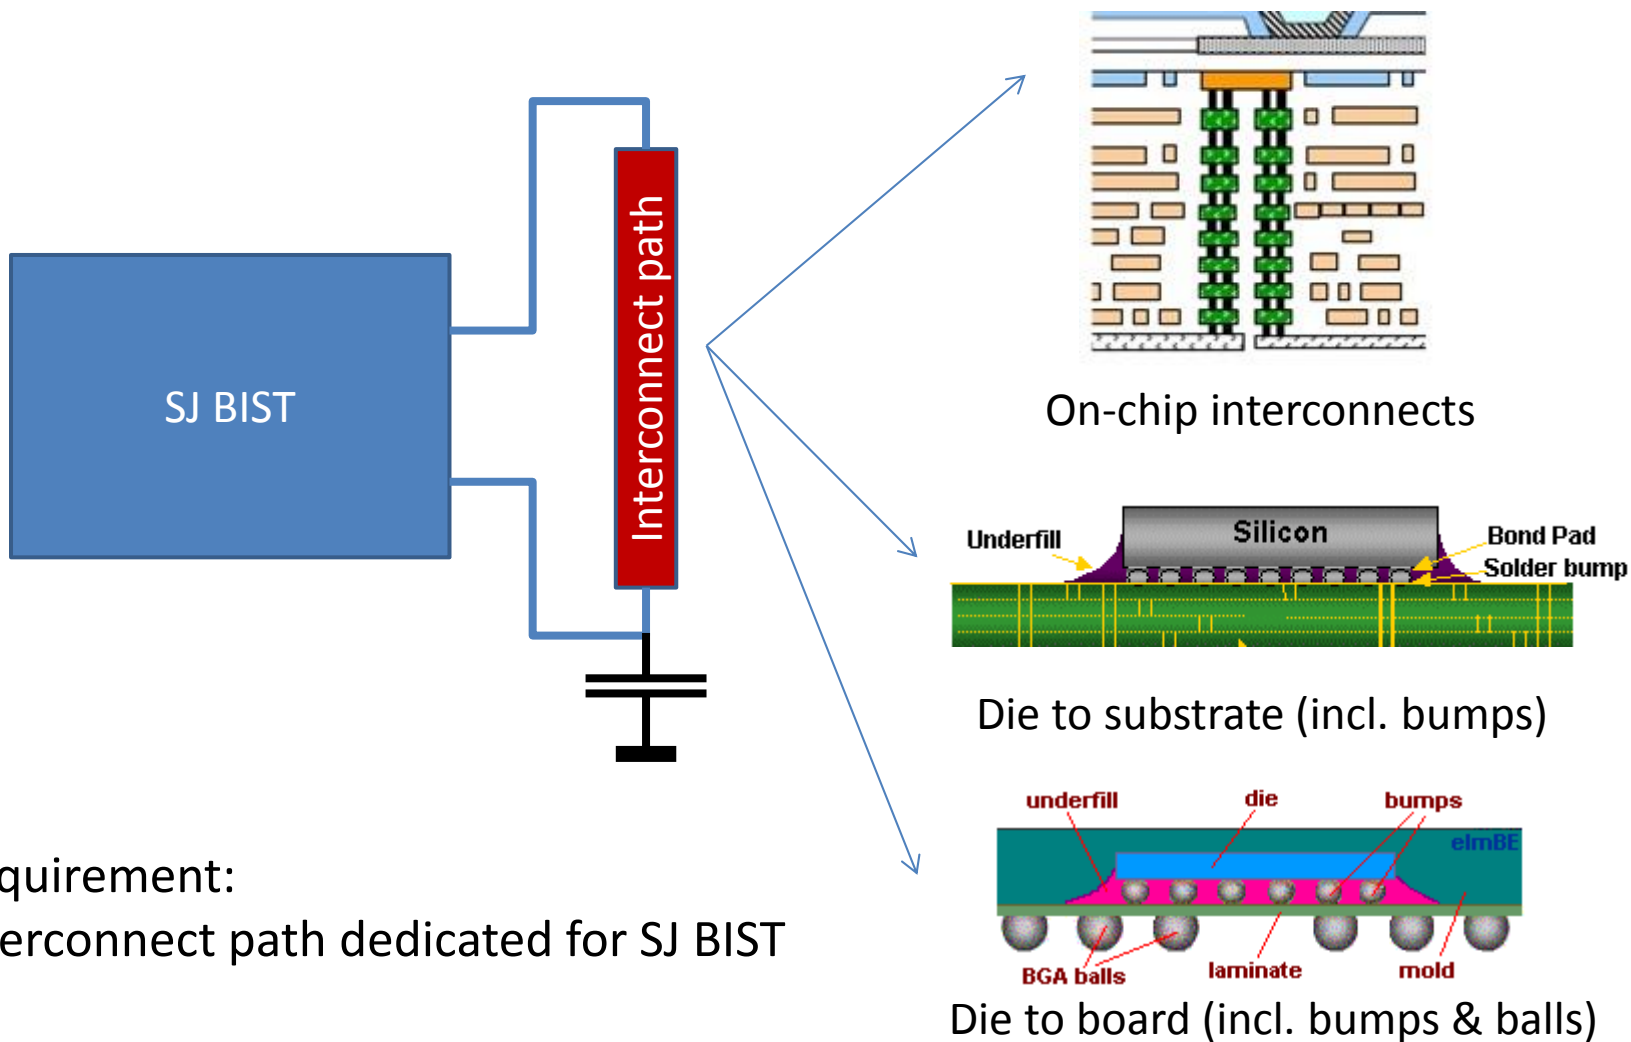 SJ BIST
Interconnect path
On-chip interconnects
Underfill
Silicon
Bond Pad
Solder bump
Die to substrate (incl. bumps)
underfill
die
bumps
elmBE
BGA balls
laminate
mold
Die to board (incl. bumps & balls)
quirement:
erconnect path dedicated for SJ BIST